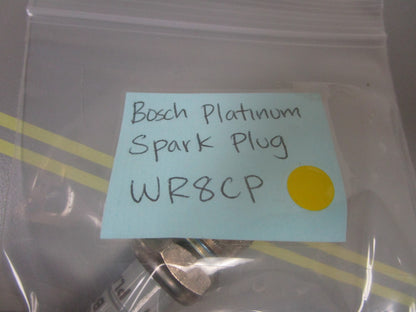 Bosch Platinum
Spark Plug
WR8CP